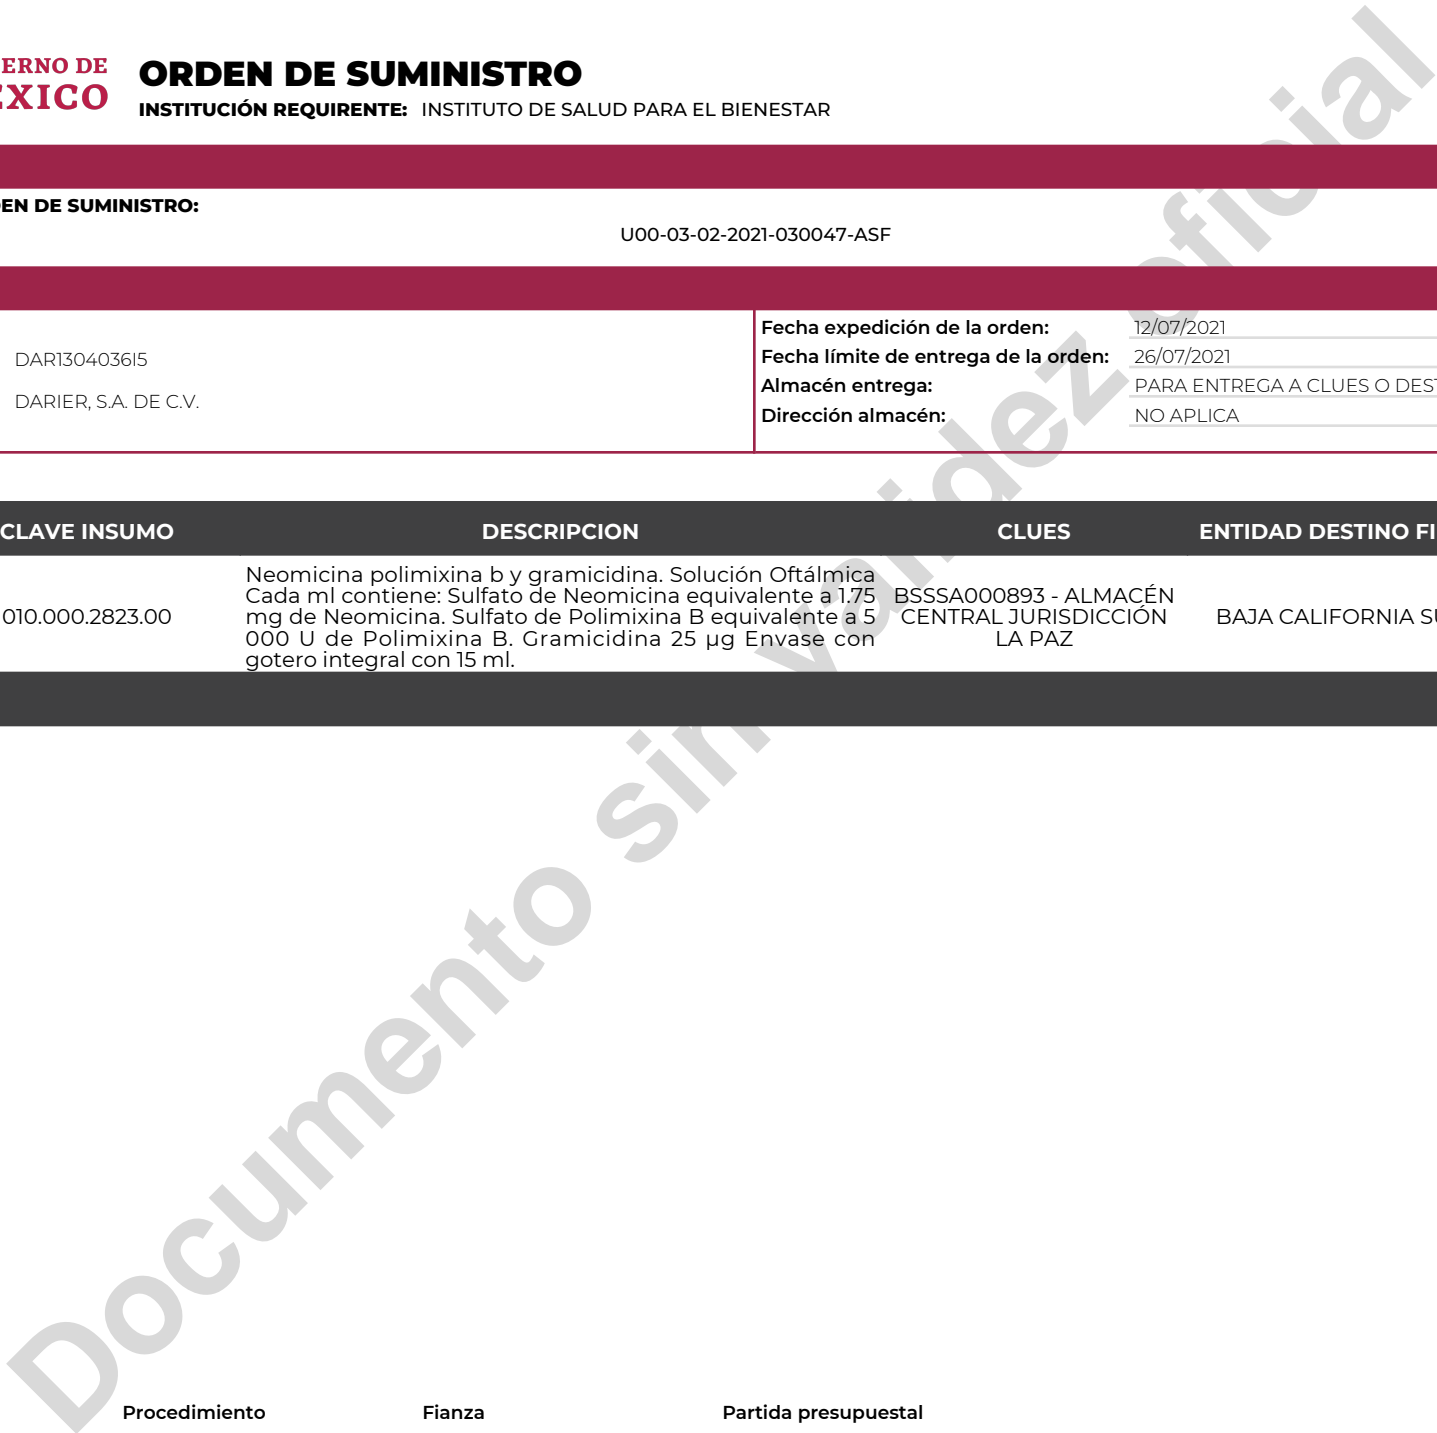 ERNO DE
EXICO
ORDEN DE SUMINISTRO
INSTITUCIÓN REQUIRENTE: INSTITUTO DE SALUD PARA EL BIENESTAR
EN DE SUMINISTRO:
U00-03-02-2021-030047-ASF
DAR1304036I5
DARIER, S.A. DE C.V.
Fecha expedición de la orden: 12/07/2021
Fecha límite de entrega de la orden: 26/07/2021
Almacén entrega: PARA ENTREGA A CLUES O DEST
Dirección almacén: NO APLICA
CLAVE INSUMO DESCRIPCION CLUES ENTIDAD DESTINO FI
010.000.2823.00
Neomicina polimixina b y gramicidina. Solución Oftálmica
Cada ml contiene: Sulfato de Neomicina equivalente a 1.75
mg de Neomicina. Sulfato de Polimixina B equivalente a 5
000 U de Polimixina B. Gramicidina 25 µg Envase con
gotero integral con 15 ml.
BSSSA000893 - ALMACÉN
CENTRAL JURISDICCIÓN
LA PAZ
BAJA CALIFORNIA SU
Documento sin validez oficial
Procedimiento Fianza Partida presupuestal